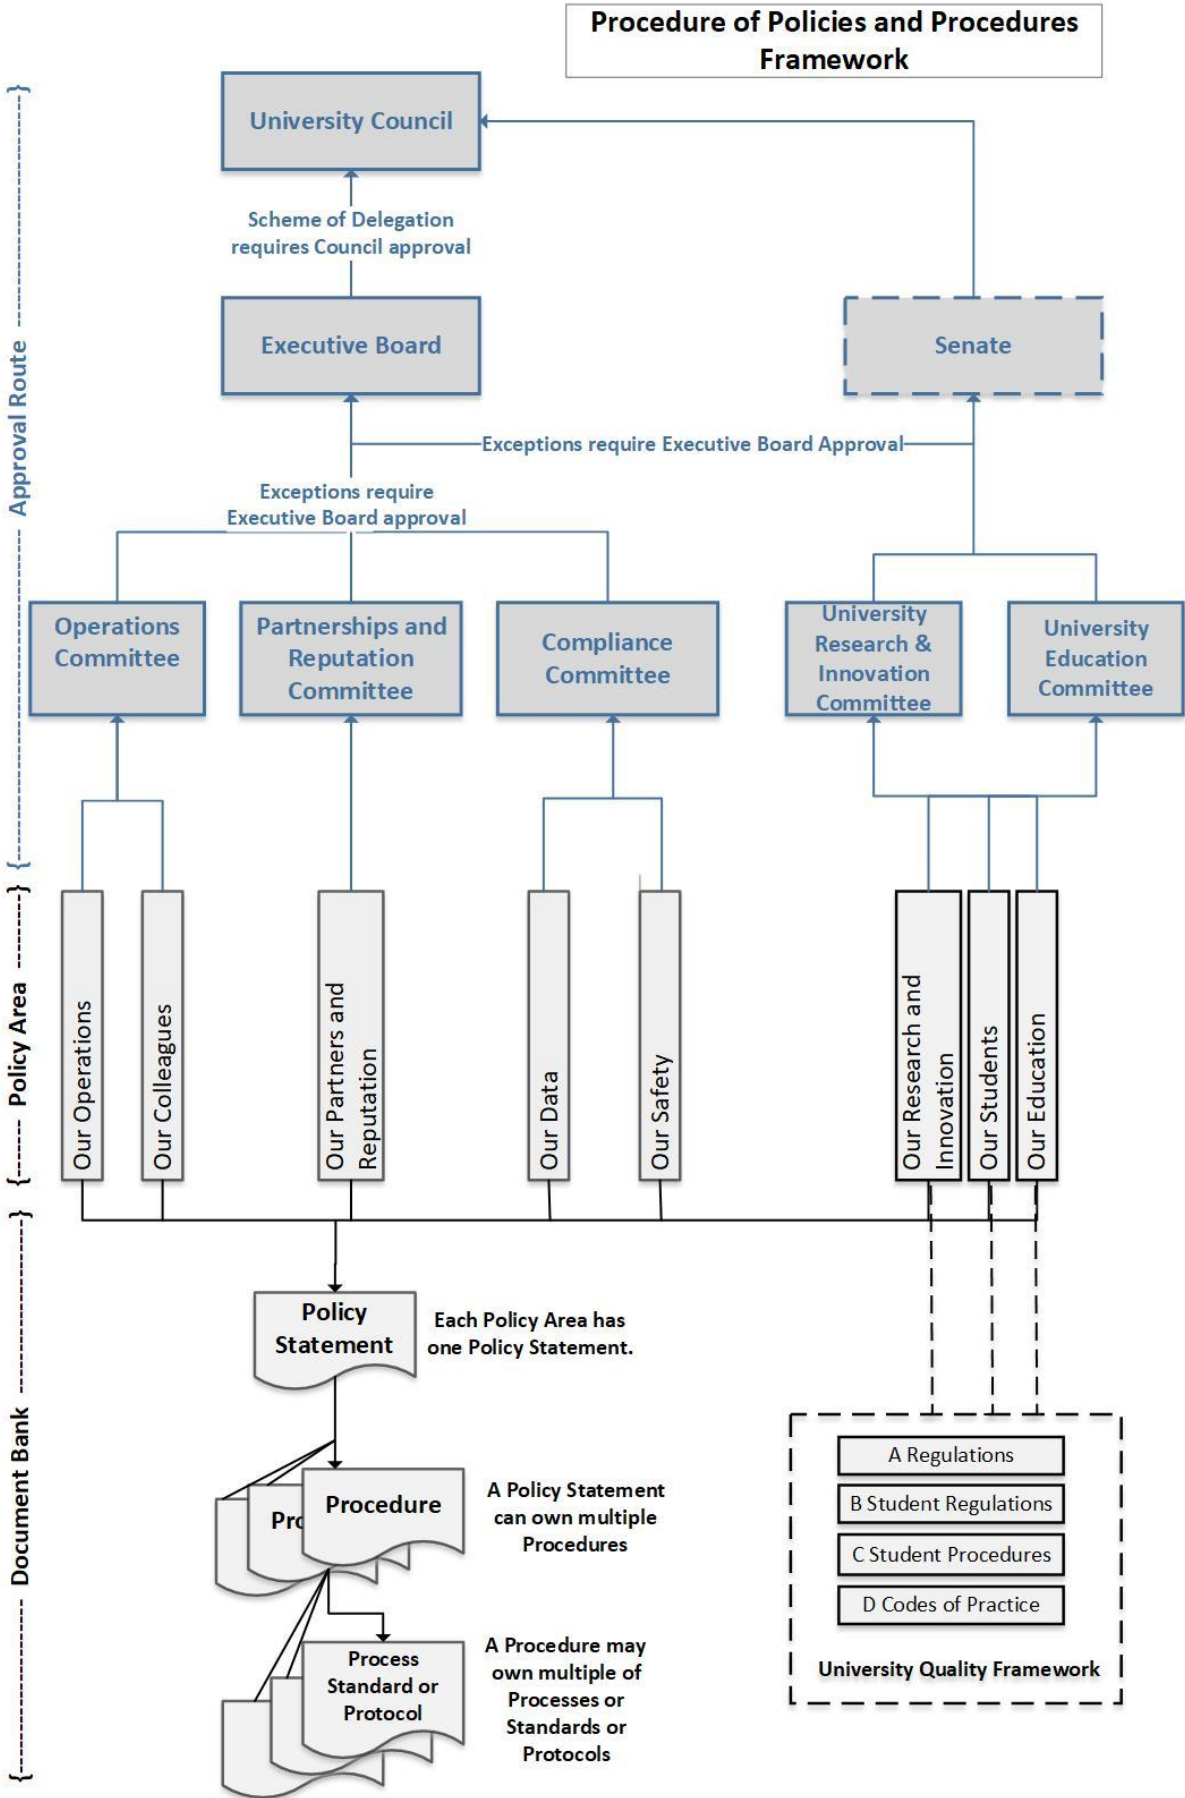 Procedure of Policies and Procedures
Framework
University Council
Scheme of Delegation
requires Council approval
Executive Board
Senate
Exceptions require Executive Board Approval
Exceptions require
Executive Board approval
Operations
Committee
Partnerships and
Reputation
Committee
Compliance
Committee
University
Research &
Innovation
Committee
University
Education
Committee
{------ Approval Route ------}
Our Operations
Our Colleagues
Our Partners and
Reputation
Our Data
Our Safety
Our Research and
Innovation
Our Students
Our Education
{------ Policy Area ------}
Policy
Statement
Each Policy Area has
one Policy Statement.
Procedure
Pro
A Policy Statement
can own multiple
Procedures
Process
Standard or
Protocol
A Procedure may
own multiple of
Processes or
Standards or
Protocols
{------ Document Bank ------}
A Regulations
B Student Regulations
C Student Procedures
D Codes of Practice
University Quality Framework